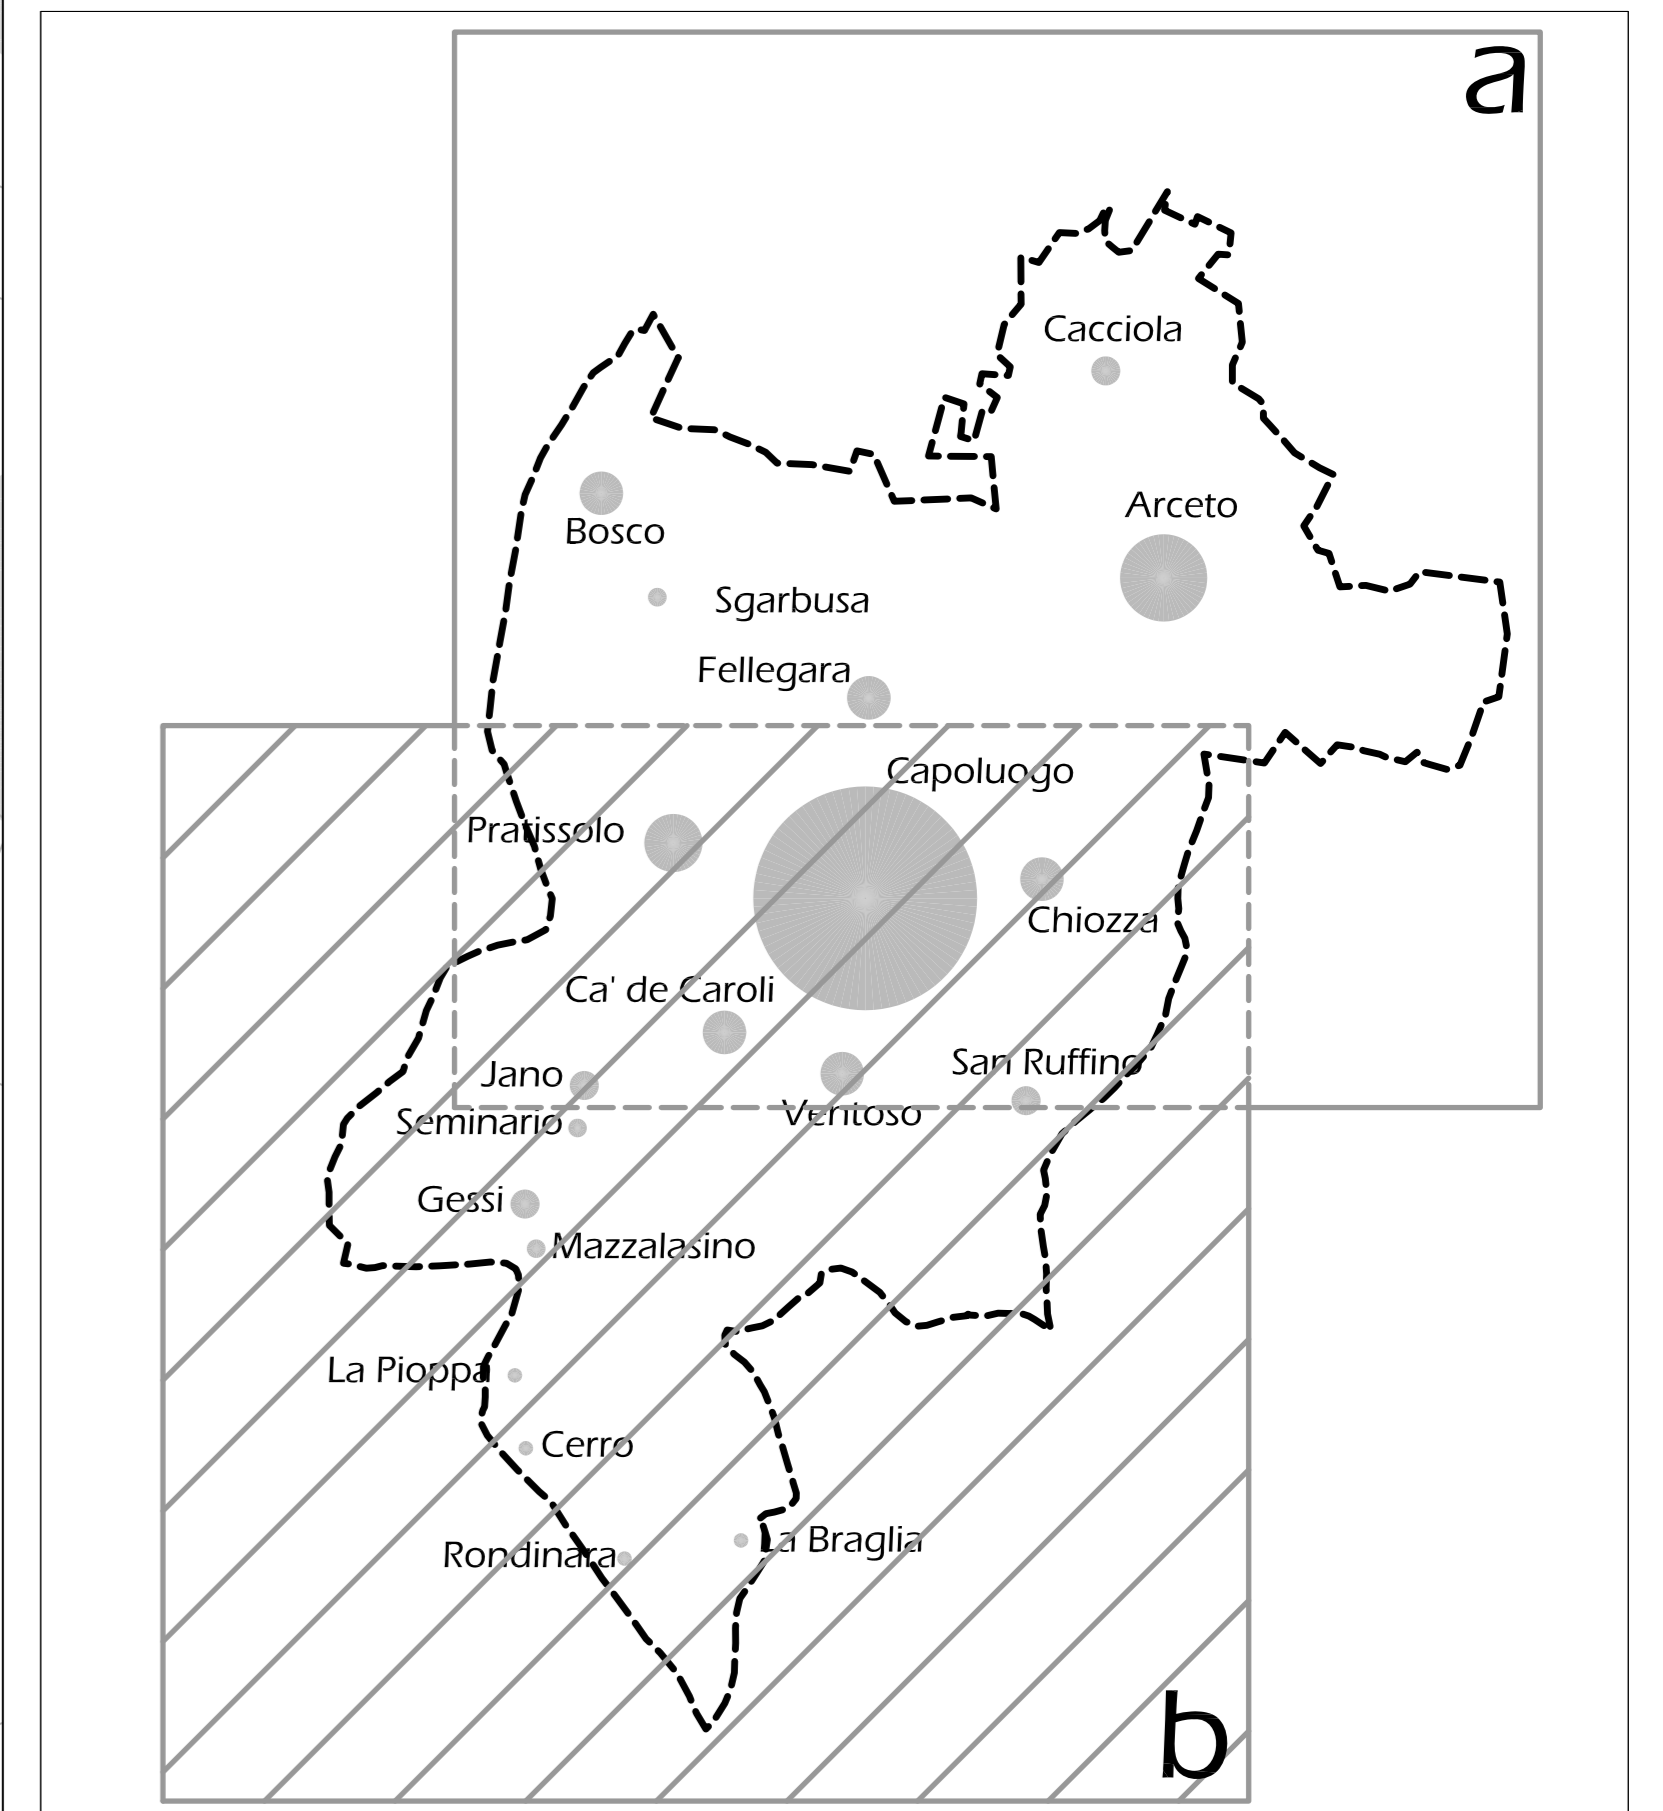 a
Cacciola
Arceto
Bosco
Sgarbusa
Fellegara
Capoluogo
Pratissolo
Chiozza
Ca' de Caroli
San Ruffino
Jano
Ventoso
Seminario
Gessi
Mazzalasino
La Pioppa
Cerro
La Braglia
Rondinara
b